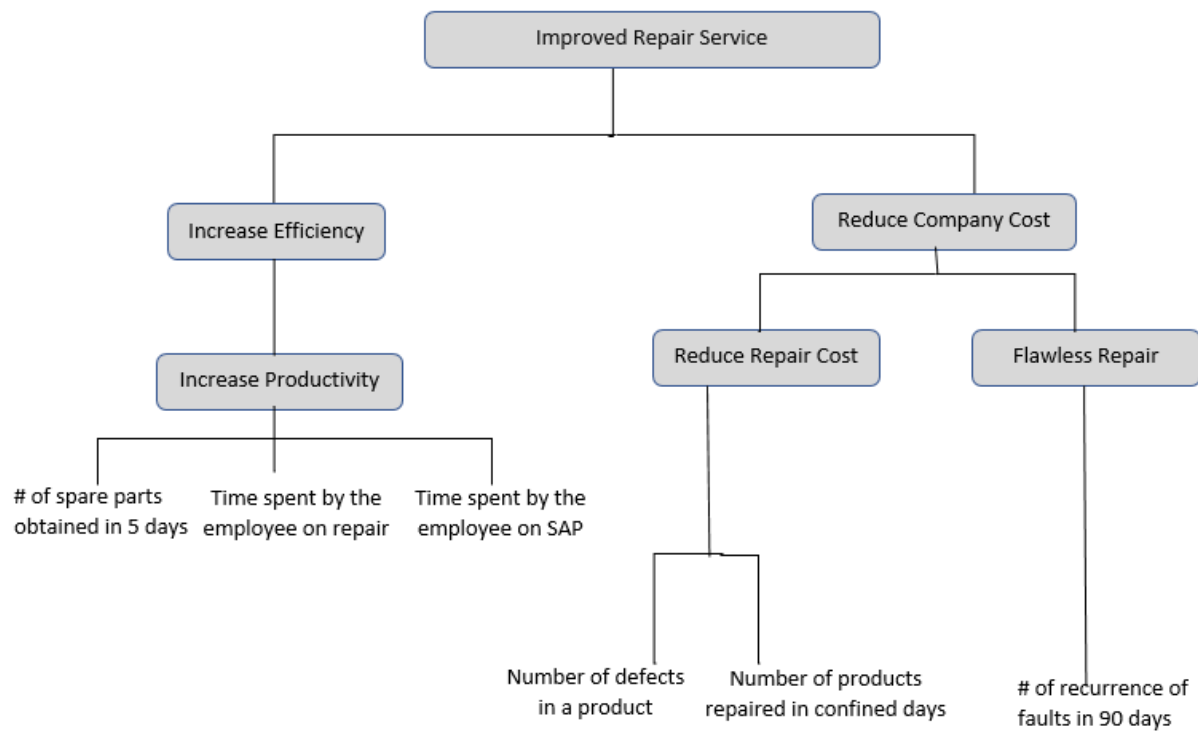 Improved Repair Service
Increase Efficiency
Reduce Company Cost
Reduce Repair Cost
Flawless Repair
Increase Productivity
# of spare parts
obtained in 5 days
Time spent by the
employee on repair
Time spent by the
employee on SAP
Number of defects
in a product
Number of products
repaired in confined days
# of recurrence of
faults in 90 days